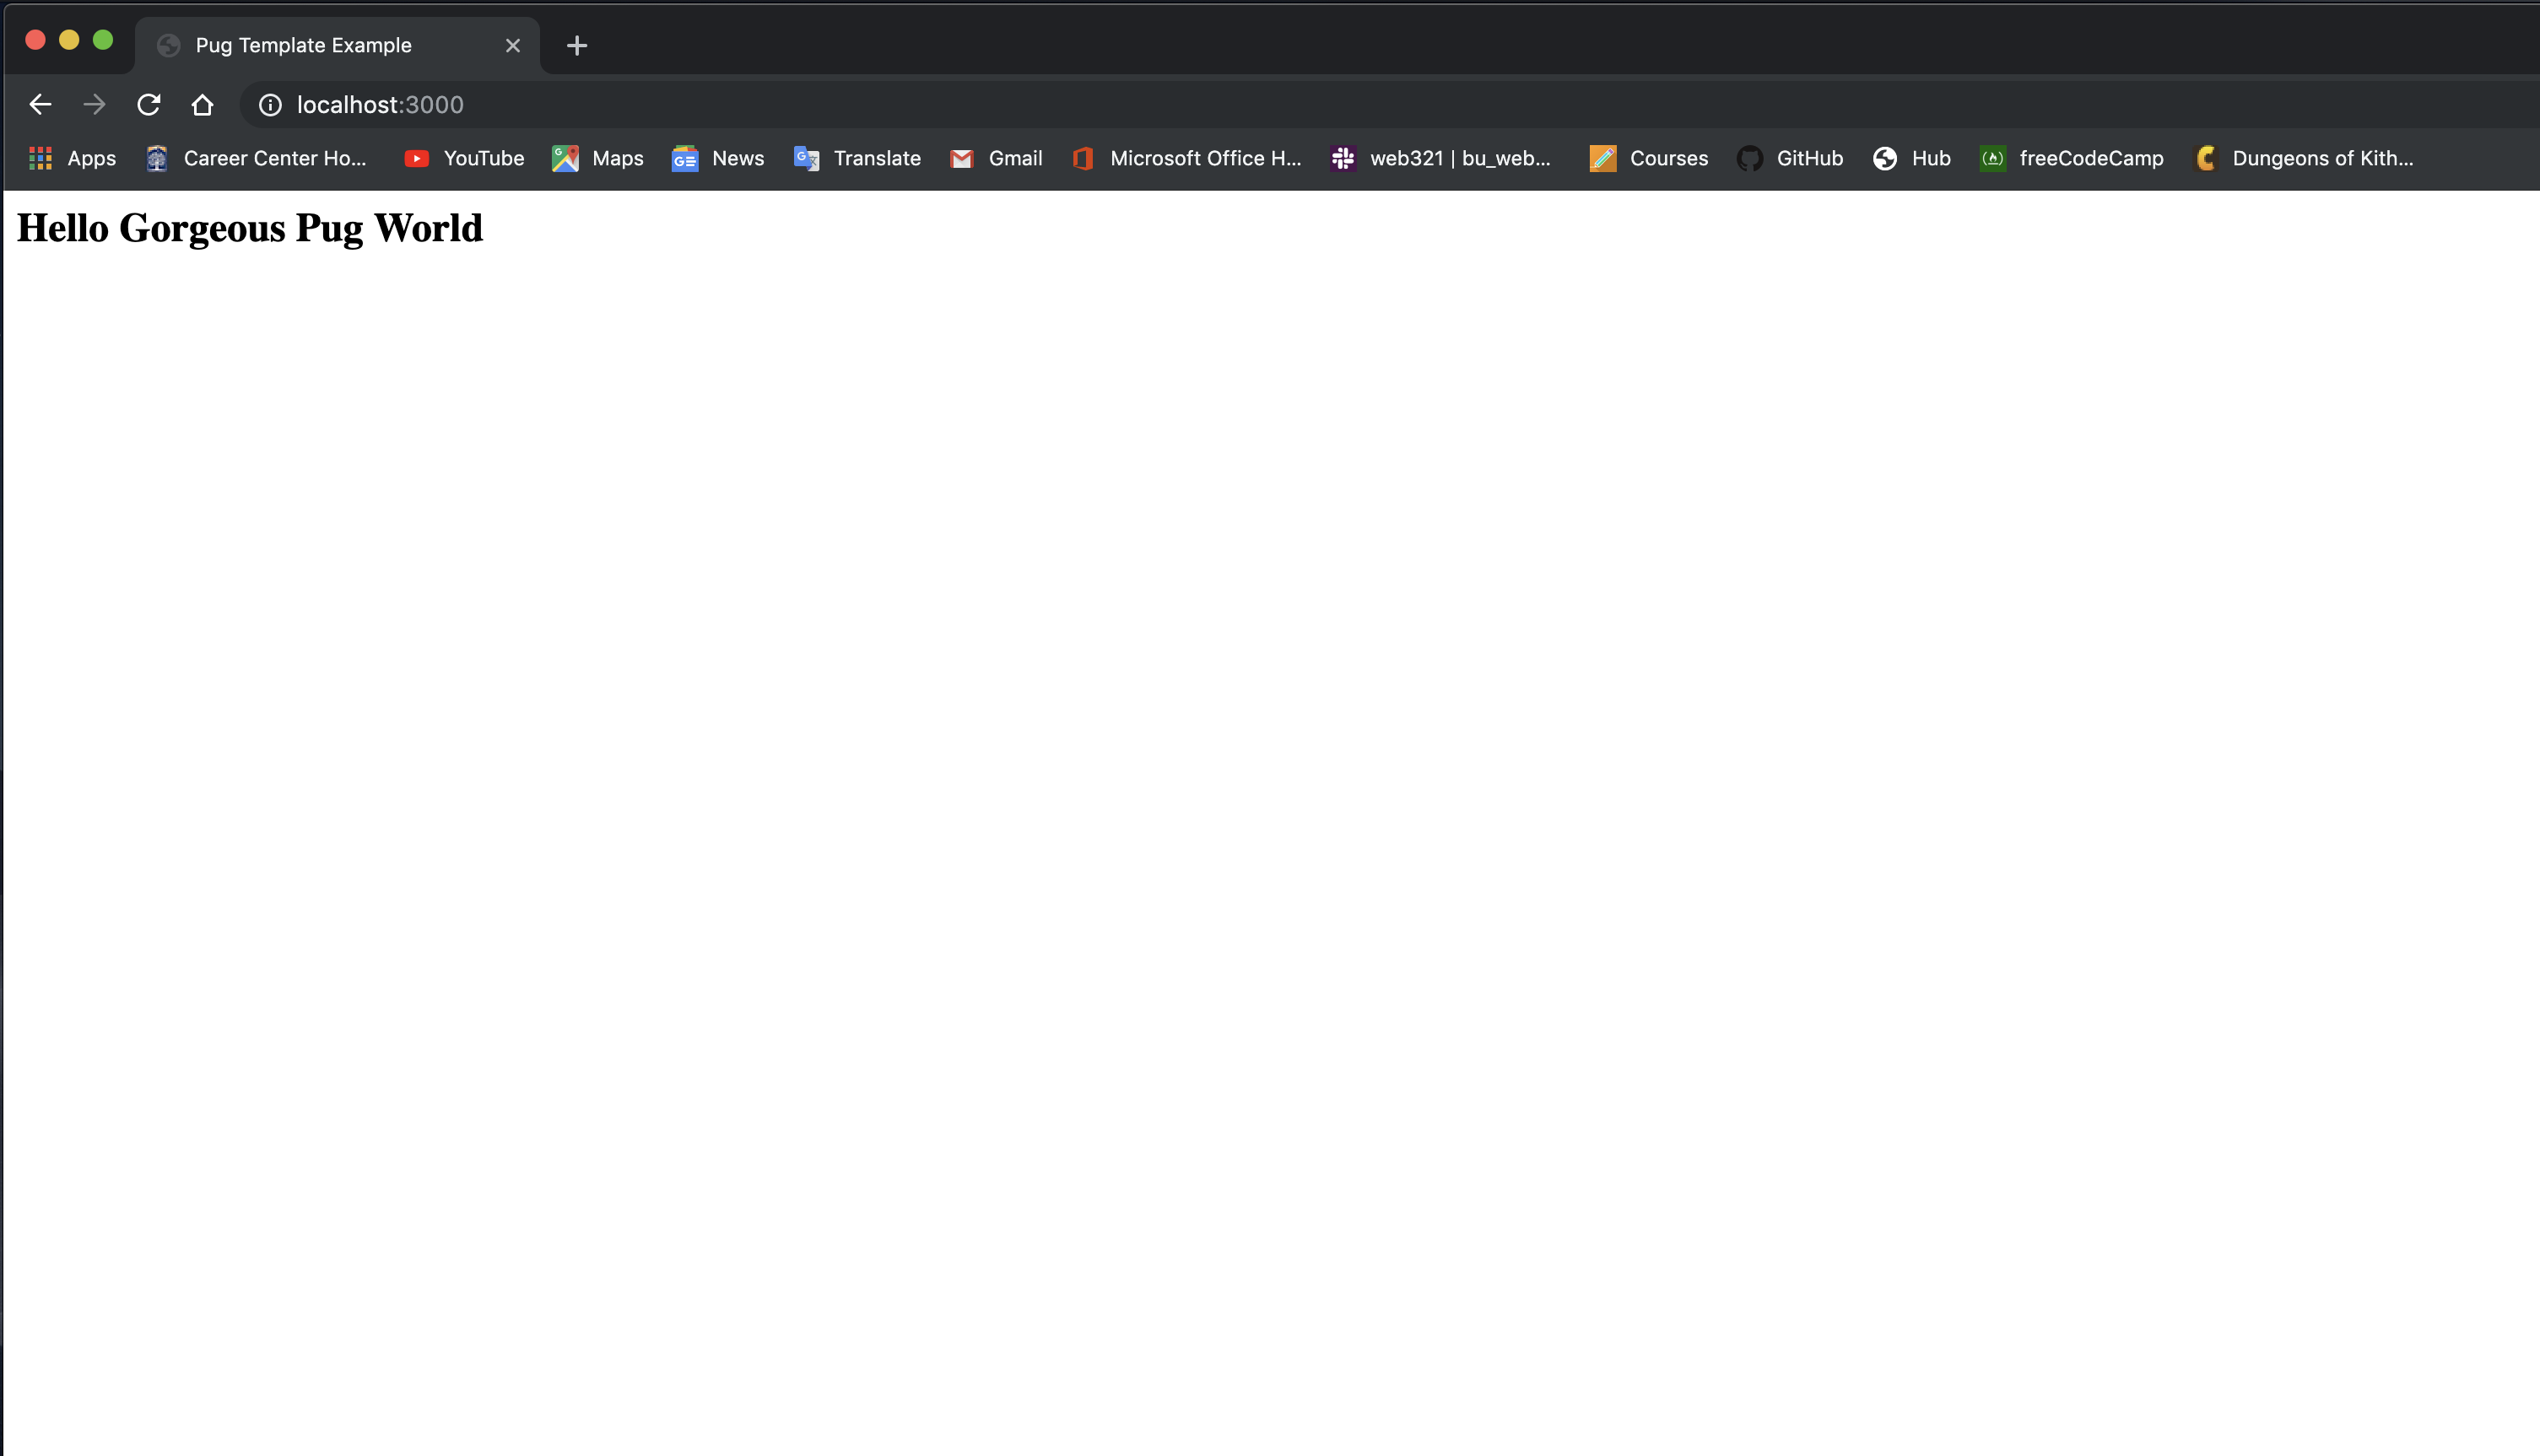 Pug Template Example
localhost:3000
Apps Career Center Ho... YouTube Maps News Translate Gmail Microsoft Office H... web321 | bu_web... Courses GitHub Hub freeCodeCamp Dungeons of Kith...
Hello Gorgeous Pug World